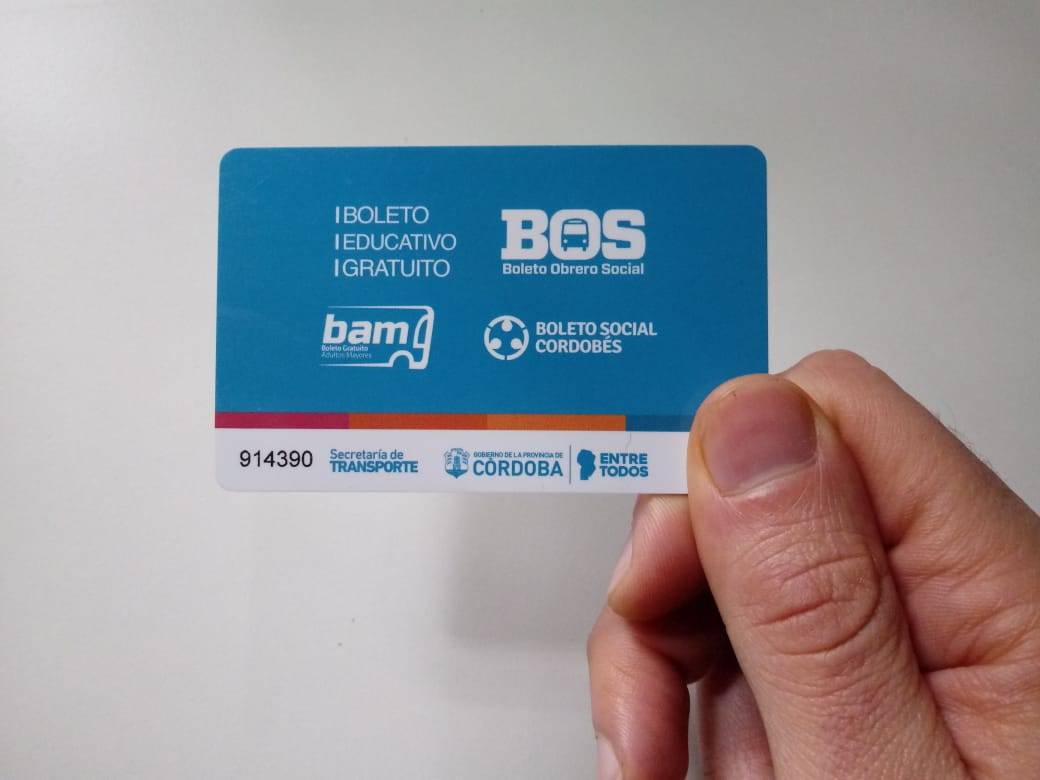 BOLETO
EDUCATIVO
GRATUITO
BOS
Boleto Obrero Social
bam
Boleto Gratuito
Adultos Mayores
BOLETO SOCIAL
CORDOBÉS
914390
Secretaría de
TRANSPORTE
GOBIERNO DE LA PROVINCIA DE
CÓRDOBA
ENTRE
TODOS